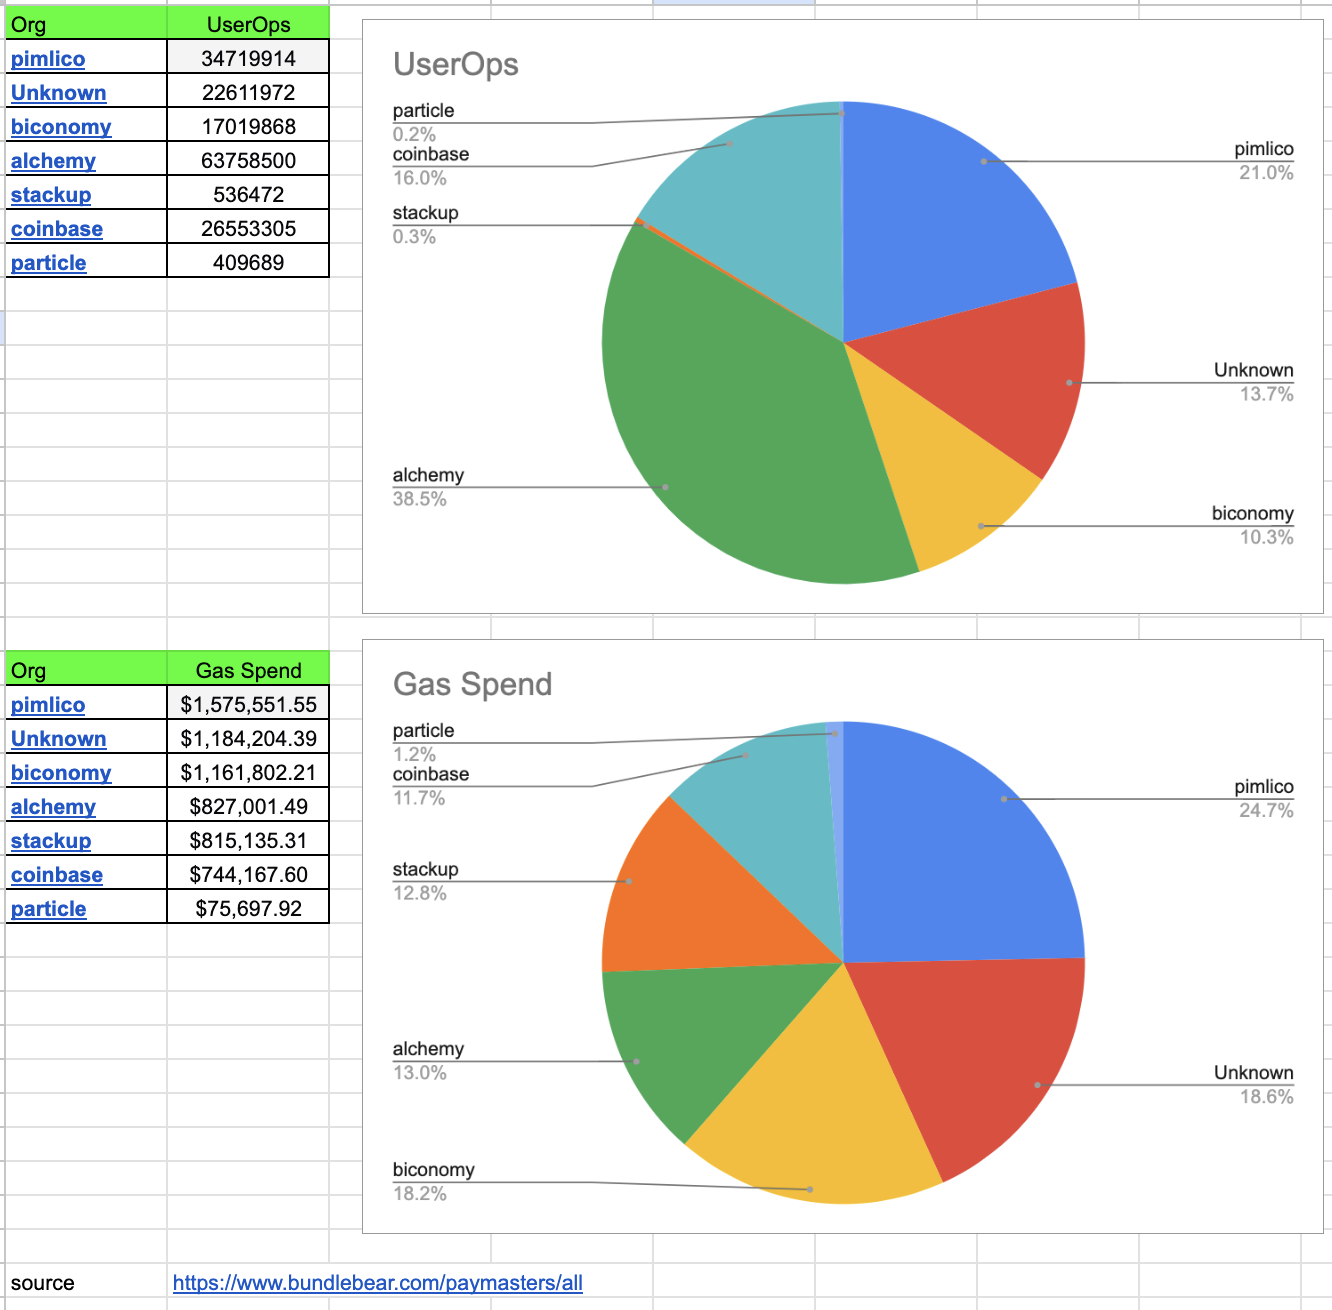 Org UserOps
pimlico 34719914
Unknown 22611972
biconomy 17019868
alchemy 63758500
stackup 536472
coinbase 26553305
particle 409689
UserOps
particle
0.2%
coinbase
16.0%
stackup
0.3%
alchemy
38.5%
pimlico
21.0%
Unknown
13.7%
biconomy
10.3%
Org Gas Spend
pimlico $1,575,551.55
Unknown $1,184,204.39
biconomy $1,161,802.21
alchemy $827,001.49
stackup $815,135.31
coinbase $744,167.60
particle $75,697.92
Gas Spend
particle
1.2%
coinbase
11.7%
stackup
12.8%
alchemy
13.0%
biconomy
18.2%
pimlico
24.7%
Unknown
18.6%
source https://www.bundlebear.com/paymasters/all